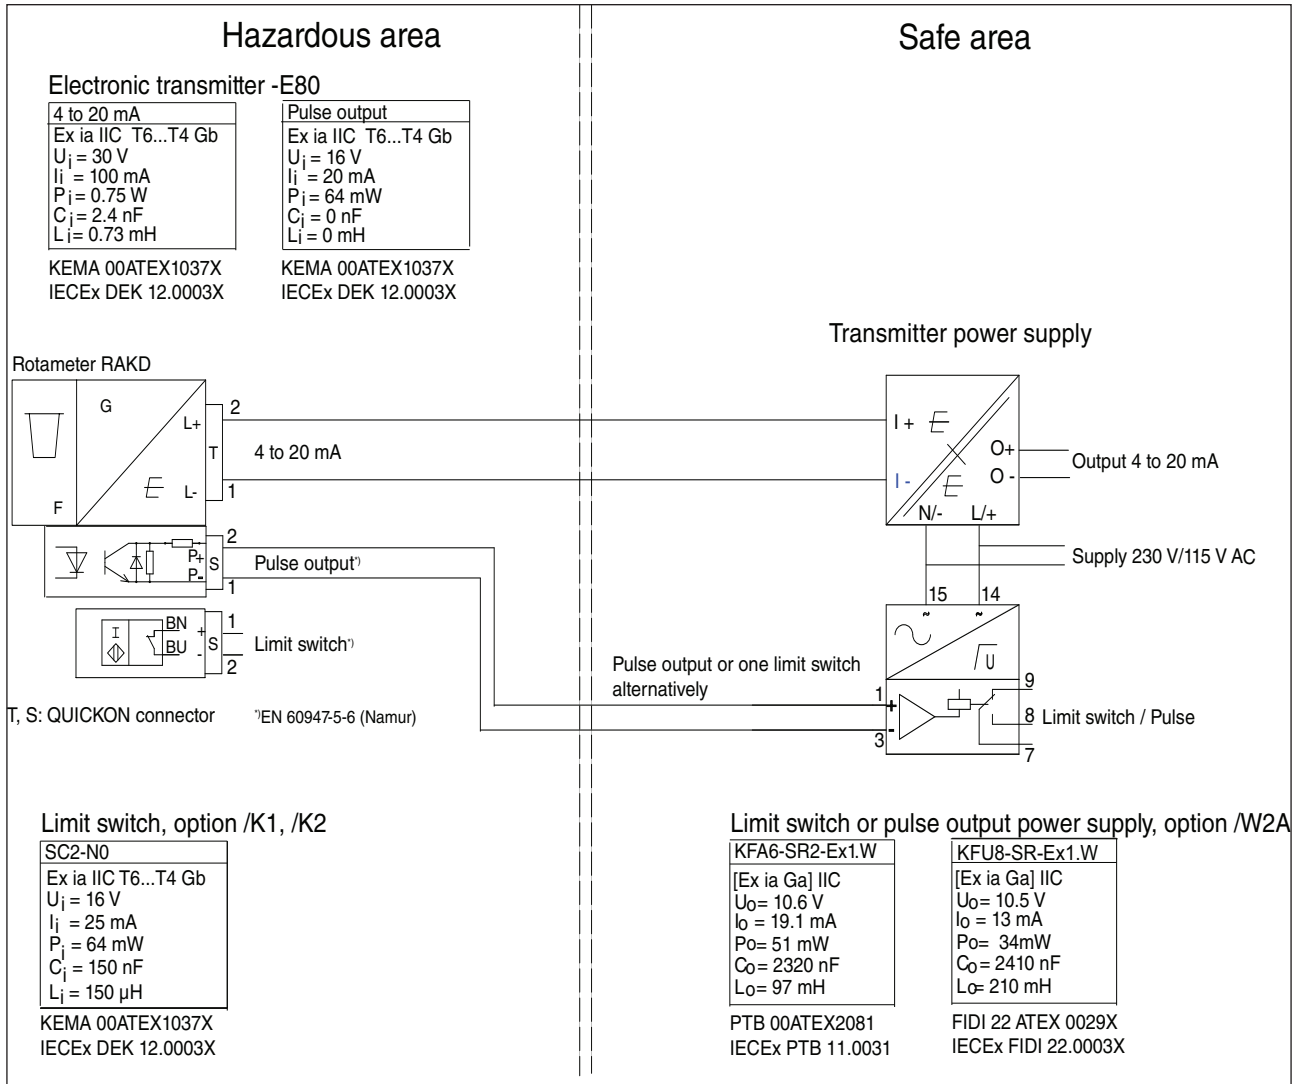 Hazardous area
Safe area
Electronic transmitter -E80
4 to 20 mA
Ex ia IIC T6...T4 Gb
Ui = 30 V
Ii = 100 mA
Pi = 0.75 W
Ci = 2.4 nF
Li = 0.73 mH
KEMA 00ATEX1037X
IECEx DEK 12.0003X
Pulse output
Ex ia IIC T6...T4 Gb
Ui = 16 V
Ii = 20 mA
Pi = 64 mW
Ci = 0 nF
Li = 0 mH
KEMA 00ATEX1037X
IECEx DEK 12.0003X
Transmitter power supply
Rotameter RAKD
G
F
E
L+
L-
T
2
1
4 to 20 mA
I +
I -
E
E
O+
O -
Output 4 to 20 mA
N/-
L/+
Supply 230 V/115 V AC
P+
P-
S
2
1
Pulse output*)
I
BN
BU
+
-
S
1
2
Limit switch*)
15
14
~
~
U
Pulse output or one limit switch
alternatively
1
+
-
3
9
8
7
Limit switch / Pulse
T, S: QUICKON connector
*)EN 60947-5-6 (Namur)
Limit switch, option /K1, /K2
SC2-N0
Ex ia IIC T6...T4 Gb
Ui = 16 V
Ii = 25 mA
Pi = 64 mW
Ci = 150 nF
Li = 150 µH
KEMA 00ATEX1037X
IECEx DEK 12.0003X
Limit switch or pulse output power supply, option /W2A
KFA6-SR2-Ex1.W
[Ex ia Ga] IIC
Uo= 10.6 V
Io = 19.1 mA
Po= 51 mW
Co= 2320 nF
Lo= 97 mH
PTB 00ATEX2081
IECEx PTB 11.0031
KFU8-SR-Ex1.W
[Ex ia Ga] IIC
Uo= 10.5 V
Io = 13 mA
Po= 34mW
Co= 2410 nF
Lo= 210 mH
FIDI 22 ATEX 0029X
IECEx FIDI 22.0003X